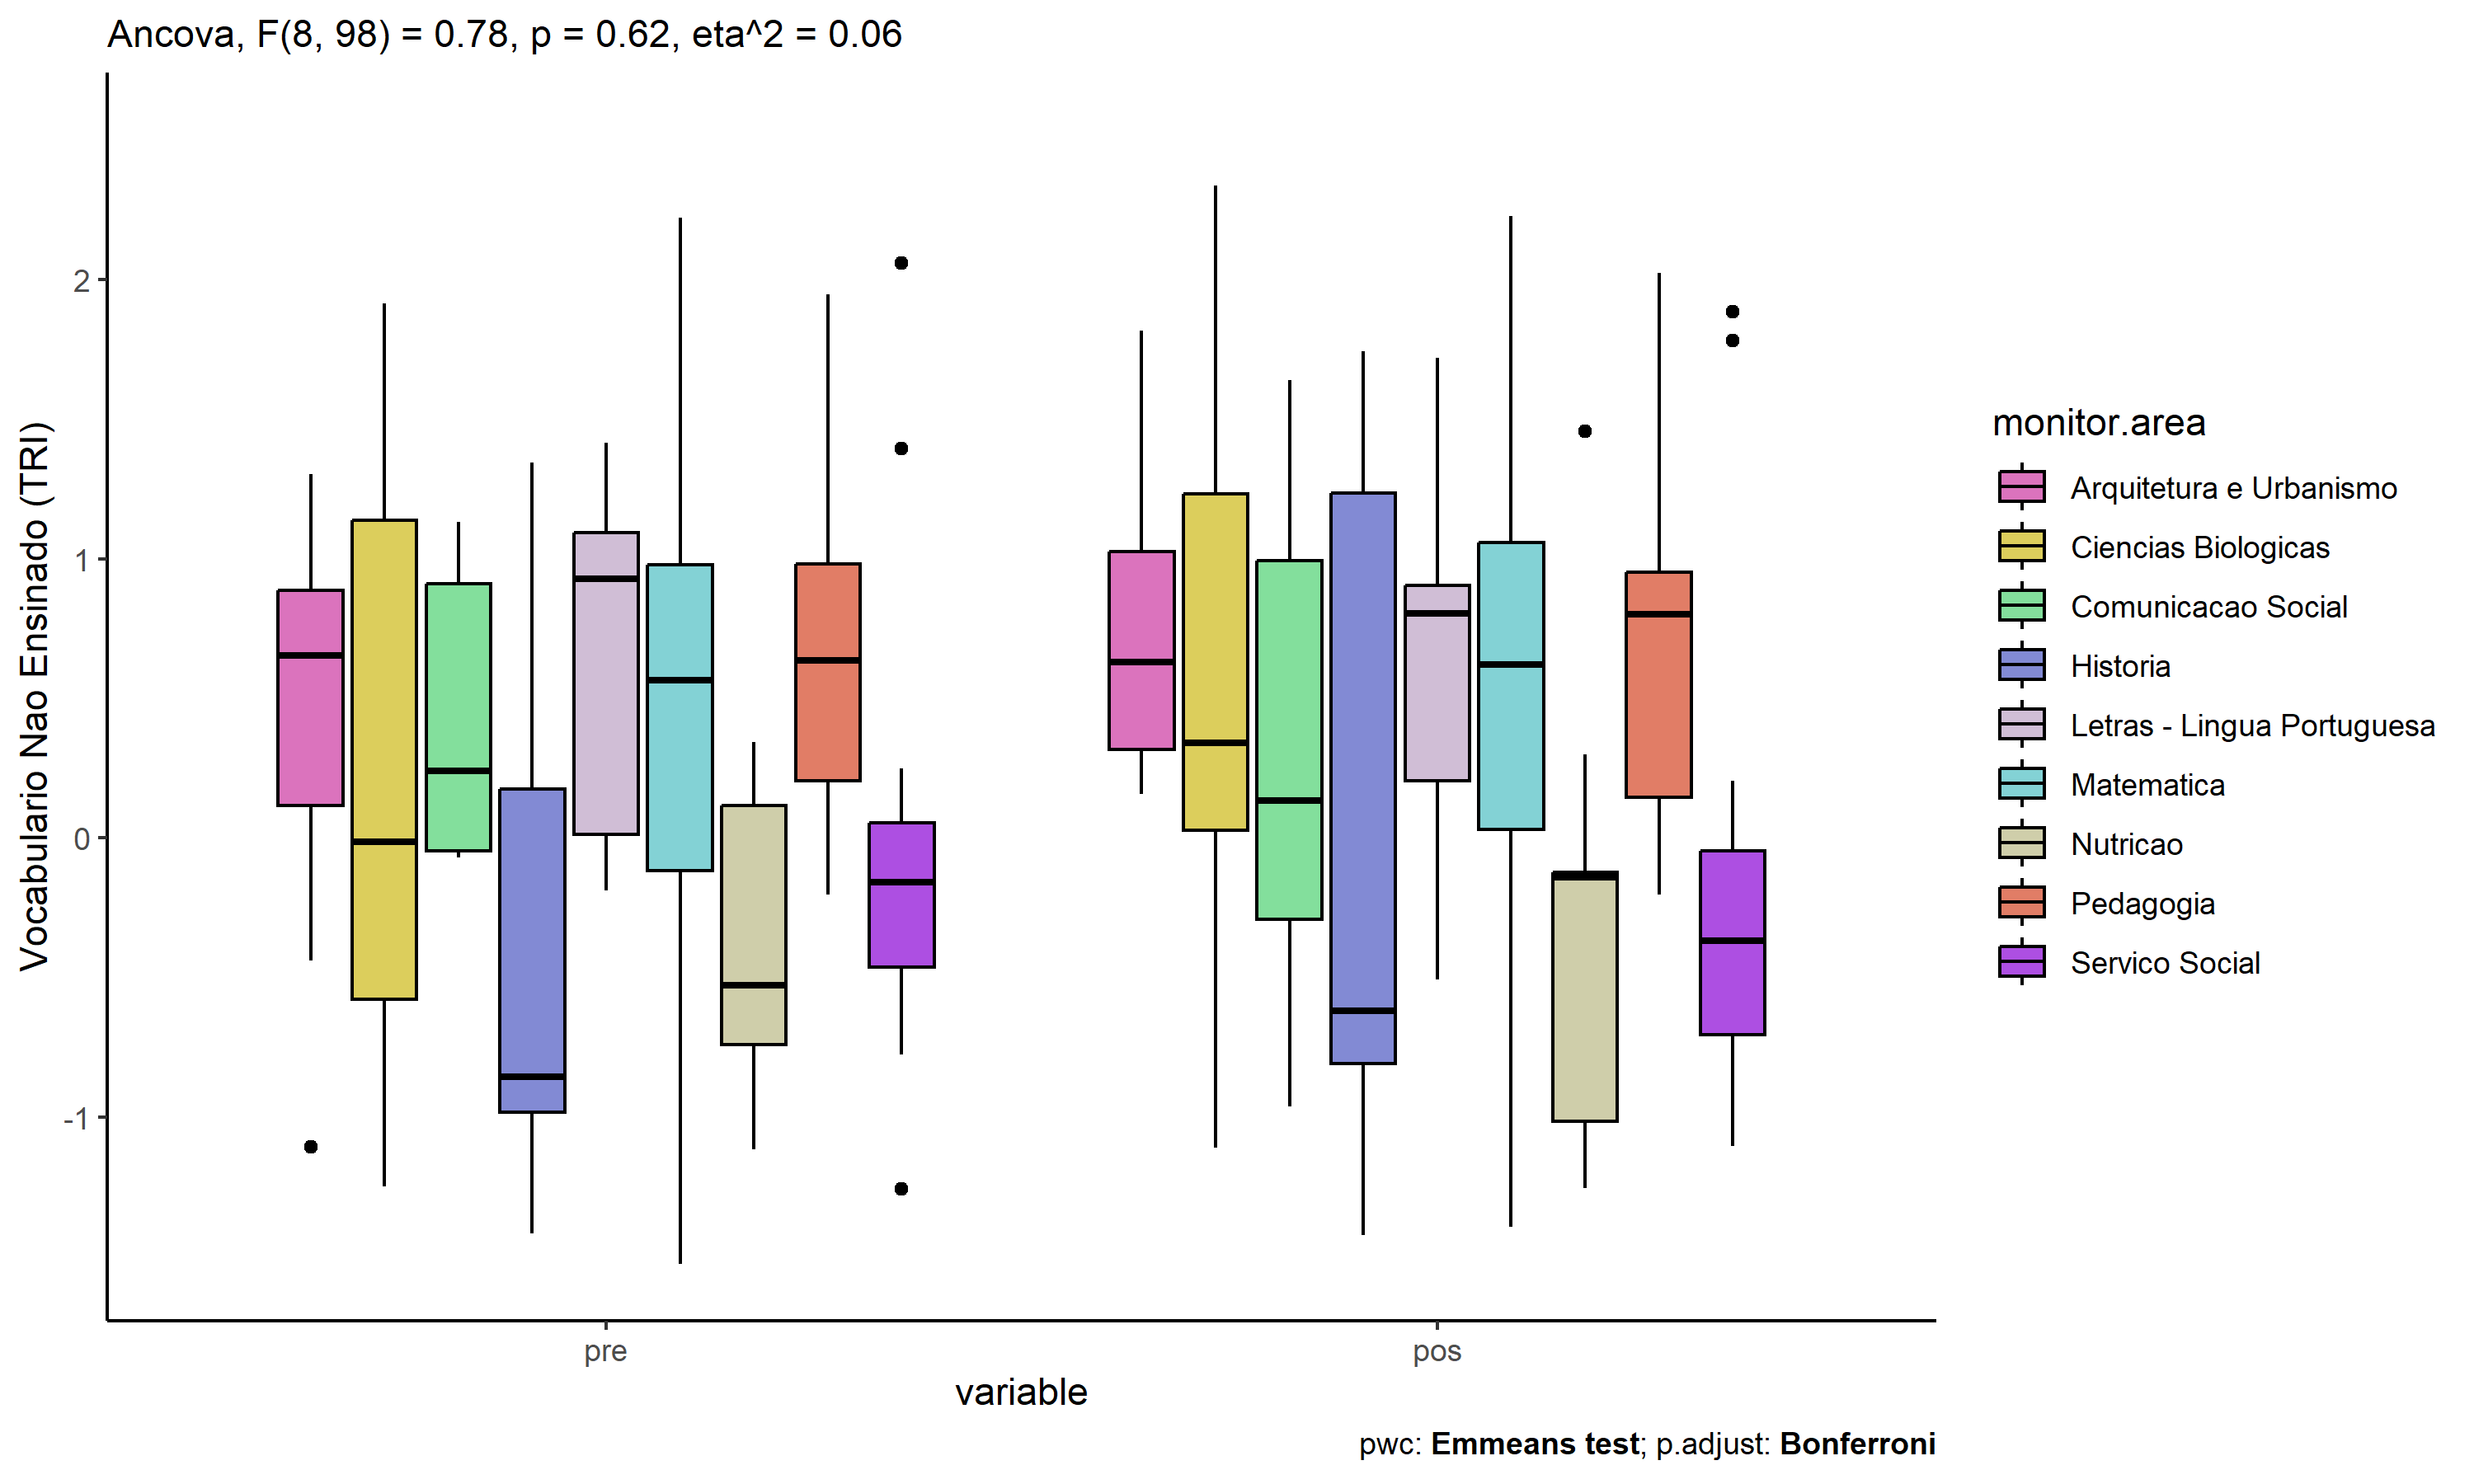 Ancova, F(8, 98) = 0.78, p = 0.62, eta^2 = 0.06
Vocabulario Nao Ensinado (TRI)
2
1
0
-1
pre
pos
variable
monitor.area
Arquitetura e Urbanismo
Ciencias Biologicas
Comunicacao Social
Historia
Letras - Lingua Portuguesa
Matematica
Nutricao
Pedagogia
Servico Social
pwc: Emmeans test; p.adjust: Bonferroni